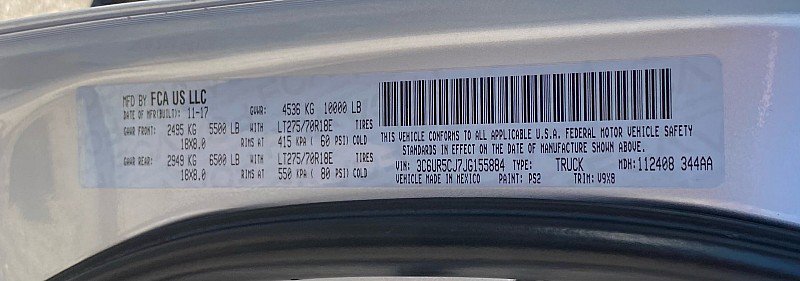 MFD BY FCA US LLC
DATE OF MFR(BUILT): 11-17 GVWR: 4536 KG 10000 LB
GAWR FRONT: 2495 KG 5500 LB WITH LT275/70R18E TIRES
18X8.0 RIMS AT 415 KPA ( 60 PSI) COLD
GAWR REAR: 2949 KG 6500 LB WITH LT275/70R18E TIRES
18X8.0 RIMS AT 550 KPA ( 80 PSI) COLD
THIS VEHICLE CONFORMS TO ALL APPLICABLE U.S.A. FEDERAL MOTOR VEHICLE SAFETY
STANDARDS IN EFFECT ON THE DATE OF MANUFACTURE SHOWN ABOVE.
VIN: 3C6UR5CJ7JG155884 TYPE: TRUCK MDH: 112408 344AA
VEHICLE MADE IN MEXICO PAINT: PS2 TRIM: V9X8